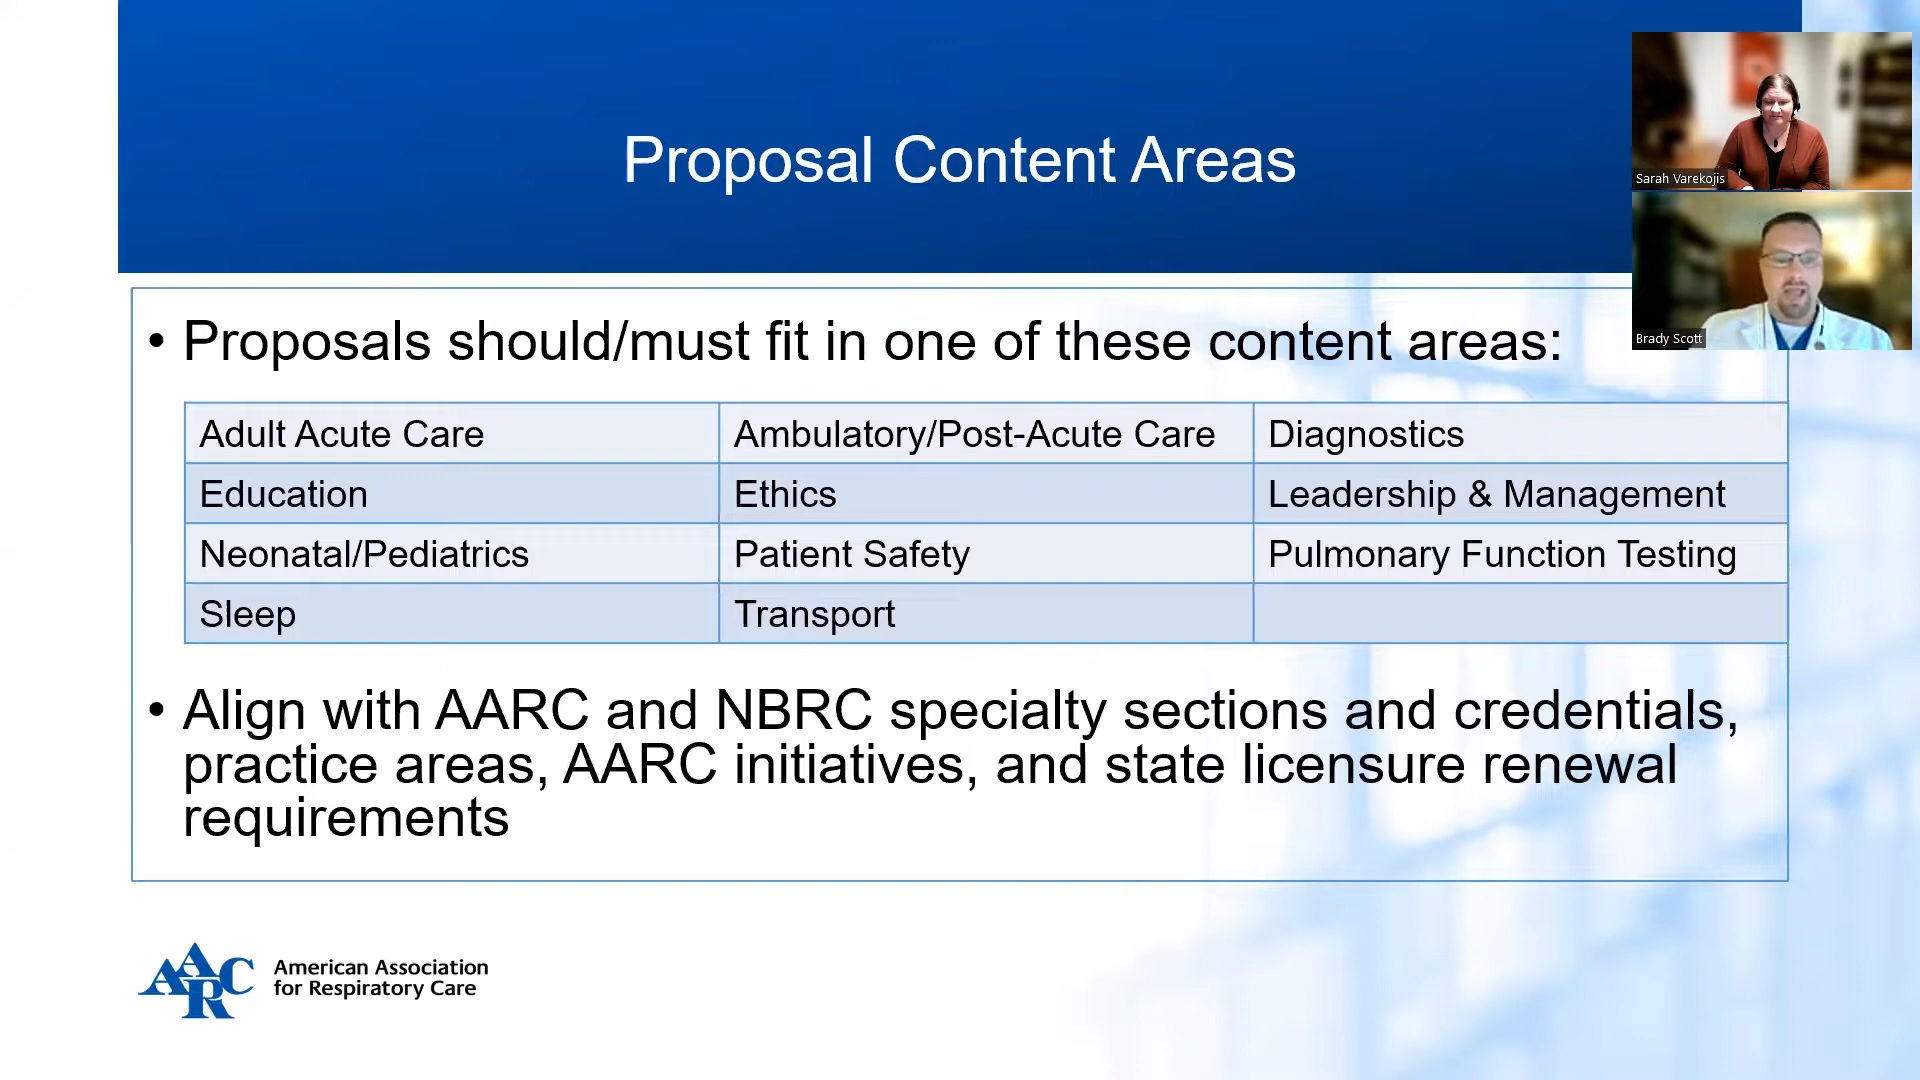 Proposal Content Areas
Sarah Varekojis
Brady Scott
• Proposals should/must fit in one of these content areas:
Adult Acute Care Ambulatory/Post-Acute Care Diagnostics
Education Ethics Leadership & Management
Neonatal/Pediatrics Patient Safety Pulmonary Function Testing
Sleep Transport
• Align with AARC and NBRC specialty sections and credentials,
practice areas, AARC initiatives, and state licensure renewal
requirements
AARC
American Association
for Respiratory Care